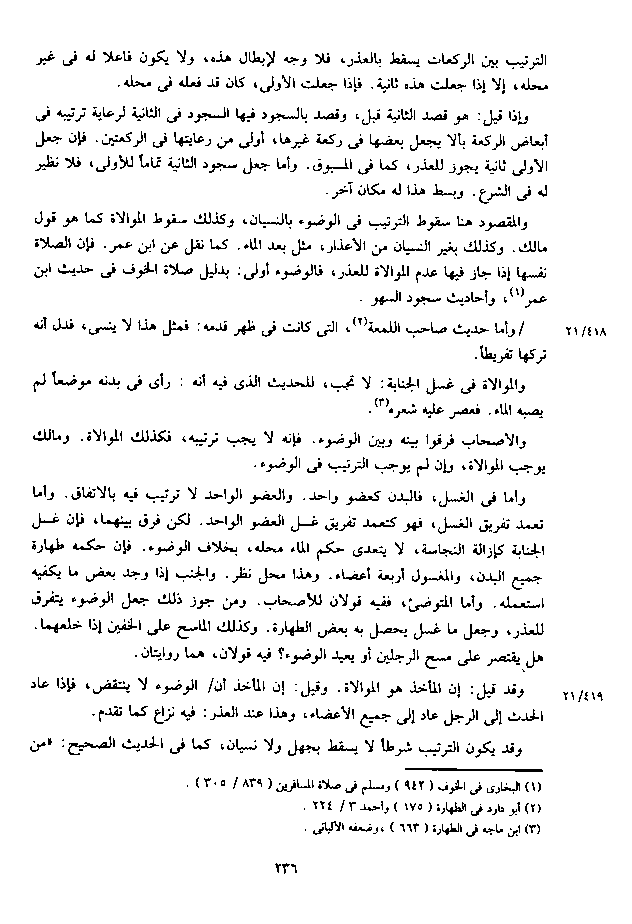 الترتيب بين الركعات يسقط بالعذر، فلا وجه لإبطال هذه، ولا يكون فاعلا له فى غير
محله، إلا إذا جعلت هذه ثانية. فإذا جعلت الأولى، كان قد فعله فى محله.
وإذا قيل: هو قصد الثانية قبل، وقصد بالسجود فيها السجود فى الثانية لرعاية ترتيبه فى
أبعاض الركعة بألا يجعل بعضها فى ركعة غيرها، أولى من رعايتها فى الركعتين. فإن جعل
الأولى ثانية يجوز للعذر، كما فى المسبوق. وأما جعل سجود الثانية تماماً للأولى، فلا نظير
له فى الشرع. وبسط هذا له مكان آخر.
والمقصود هنا سقوط الترتيب فى الوضوء بالنسيان، وكذلك سقوط الموالاة كما هو قول
مالك. وكذلك بغير النسيان من الأعذار، مثل بعد الماء. كما نقل عن ابن عمر. فإن الصلاة
نفسها إذا جاز فيها عدم الموالاة للعذر، فالوضوء أولى: بدليل صلاة الخوف فى حديث ابن
عمر(١)، وأحاديث سجود السهو .
٢١/٤١٨ / وأما حديث صاحب اللمعة(٢)، التى كانت فى ظهر قدمه: فمثل هذا لا ينسى، فدل أنه
تركها تفريطاً.
والموالاة فى غسل الجنابة: لا تجب، للحديث الذى فيه أنه : رأى فى بدنه موضعاً لم
يصبه الماء. فعصر عليه شعره(٣).
والأصحاب فرقوا بينه وبين الوضوء. فإنه لا يجب ترتيبه، فكذلك الموالاة. ومالك
يوجب الموالاة، وإن لم يوجب الترتيب فى الوضوء.
وأما فى الغسل، فالبدن كعضو واحد. والعضو الواحد لا ترتيب فيه بالاتفاق. وأما
تعمد تفريق الغسل، فهو كتعمد تفريق غسل العضو الواحد. لكن فرق بينهما، فإن غسل
الجنابة كإزالة النجاسة، لا يتعدى حكم الماء محله، بخلاف الوضوء. فإن حكمه طهارة
جميع البدن، والمغسول أربعة أعضاء. وهذا محل نظر. والجنب إذا وجد بعض ما يكفيه
استعمله. وأما المتوضئ، ففيه قولان للأصحاب. ومن جوز ذلك جعل الوضوء يتفرق
للعذر، وجعل ما غسل يحصل به بعض الطهارة. وكذلك الماسح على الخفين إذا خلعهما.
هل يقتصر على مسح الرجلين أو يعيد الوضوء؟ فيه قولان، هما روايتان.
٢١/٤١٩ وقد قيل: إن المأخذ هو الموالاة. وقيل: إن المأخذ أن/ الوضوء لا ينتقض، فإذا عاد
الحدث إلى الرجل عاد إلى جميع الأعضاء، وهذا عند العذر: فيه نزاع كما تقدم.
وقد يكون الترتيب شرطاً لا يسقط بجهل ولا نسيان، كما فى الحديث الصحيح: «من
(١) البخارى فى الخوف ( ٩٤٢ ) ومسلم فى صلاة المسافرين ( ٨٣٩ / ٣٠٥ ) .
(٢) أبو داود فى الطهارة ( ١٧٥ ) وأحمد ٣ / ٢٢٤ .
(٣) ابن ماجه فى الطهارة ( ٦٦٣ ) ،وضعفه الألبانى .
٢٣٦